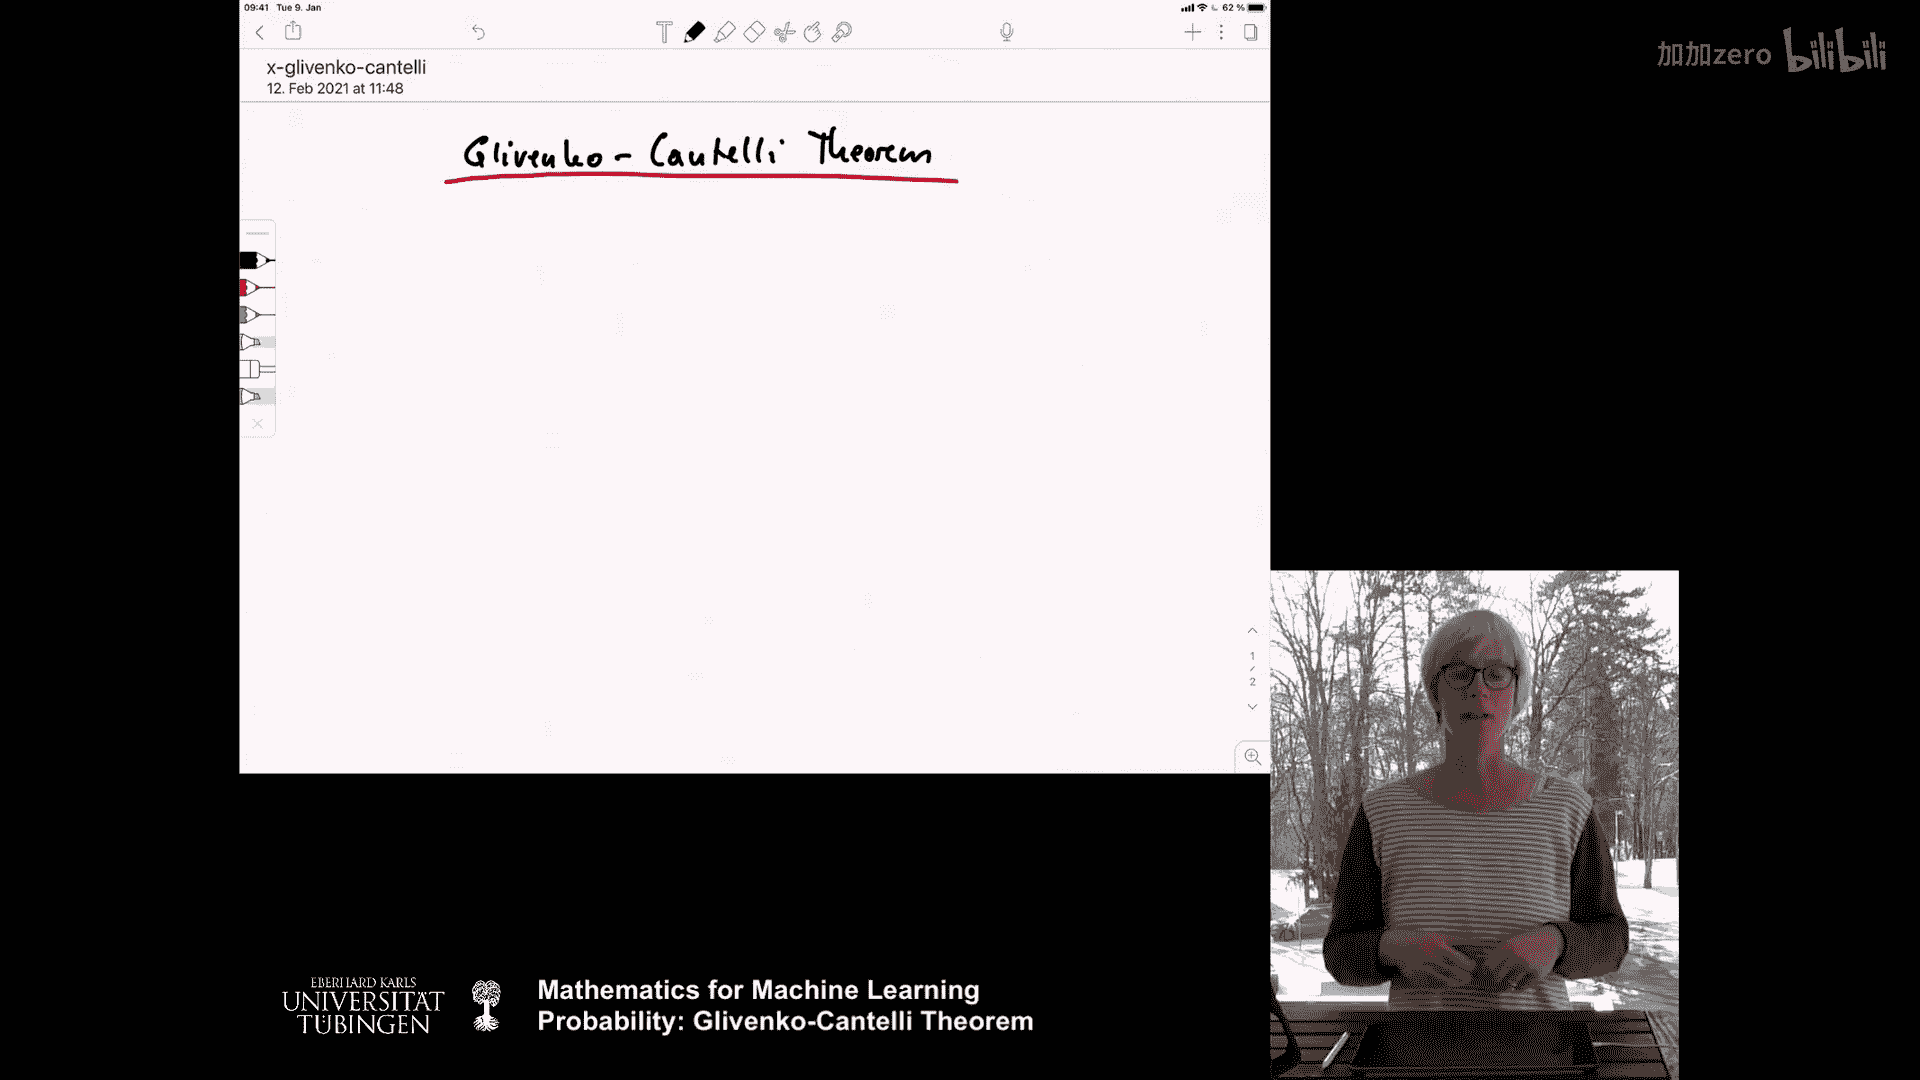 09:41 Tue 9. Jan
62 %
x-glivenko-cantelli
12. Feb 2021 at 11:48
Glivenko - Cantelli Theorem
1
/
2
加加zero bilibili
EBERHARD KARLS
UNIVERSITÄT
TÜBINGEN
Mathematics for Machine Learning
Probability: Glivenko-Cantelli Theorem